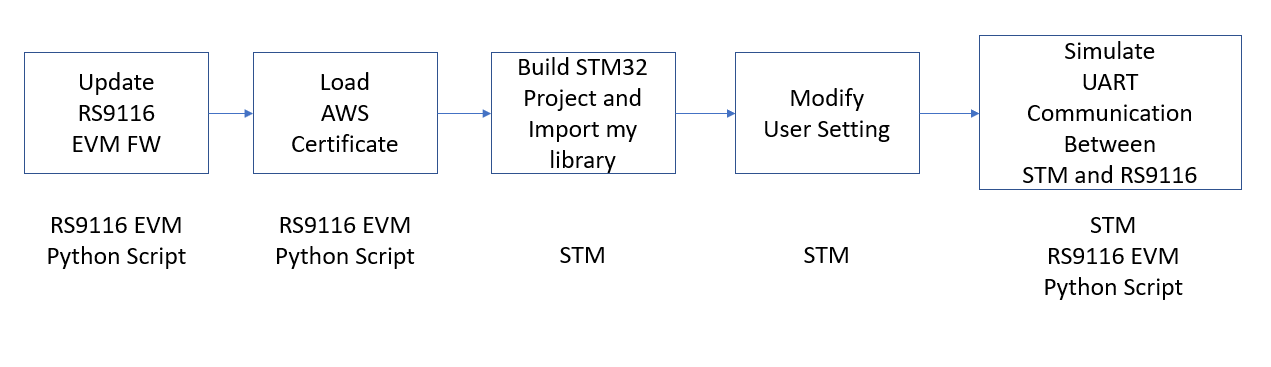 Update
RS9116
EVM FW
Load
AWS
Certificate
Build STM32
Project and
Import my
library
Modify
User Setting
Simulate
UART
Communication
Between
STM and RS9116
RS9116 EVM
Python Script
RS9116 EVM
Python Script
STM
STM
STM
RS9116 EVM
Python Script